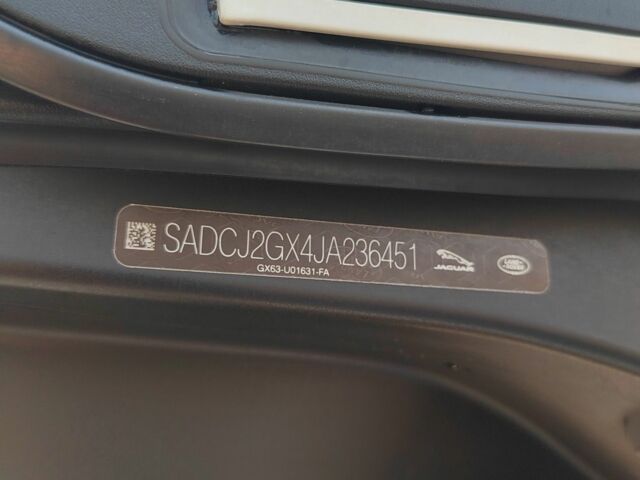 SADCJ2GX4JA236451
GX63-U01631-FA
JAGUAR
LAND ROVER